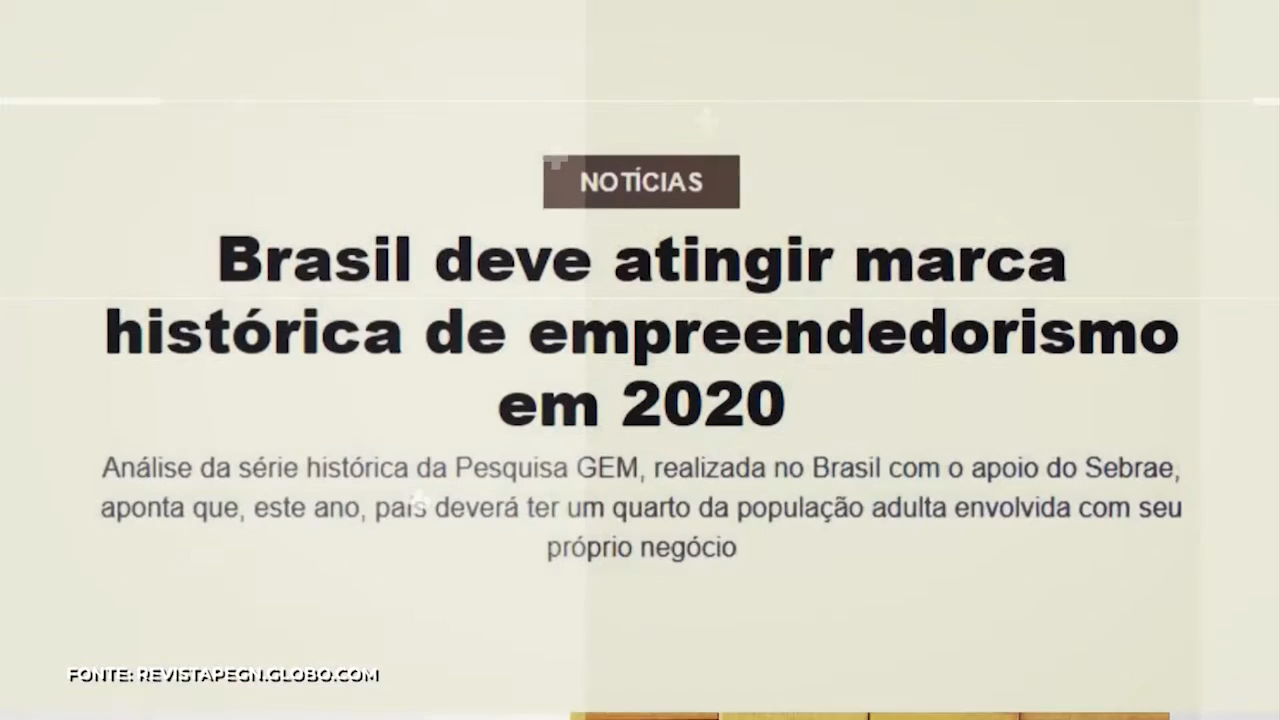 NOTÍCIAS
Brasil deve atingir marca
histórica de empreendedorismo
em 2020
Análise da série histórica da Pesquisa GEM, realizada no Brasil com o apoio do Sebrae,
aponta que, este ano, país deverá ter um quarto da população adulta envolvida com seu
próprio negócio
FONTE: REVISTAPEGN.GLOBO.COM